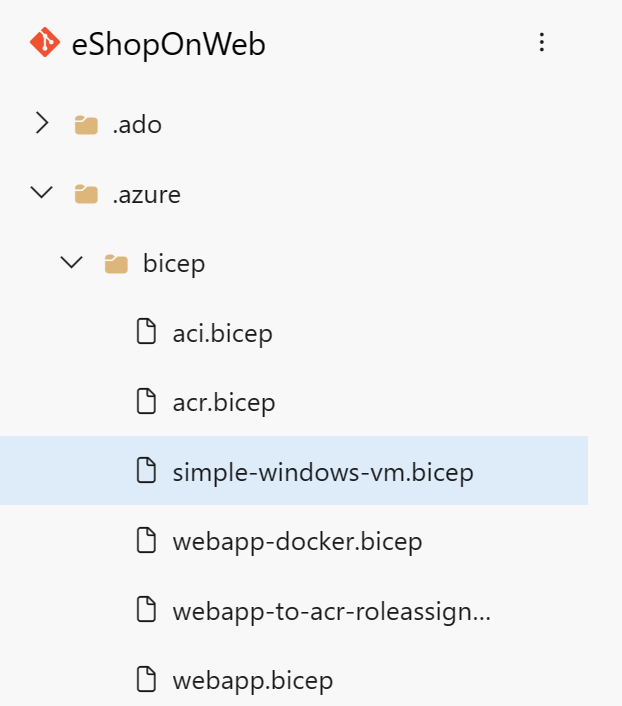 eShopOnWeb
.ado
.azure
bicep
aci.bicep
acr.bicep
simple-windows-vm.bicep
webapp-docker.bicep
webapp-to-acr-roleassign...
webapp.bicep